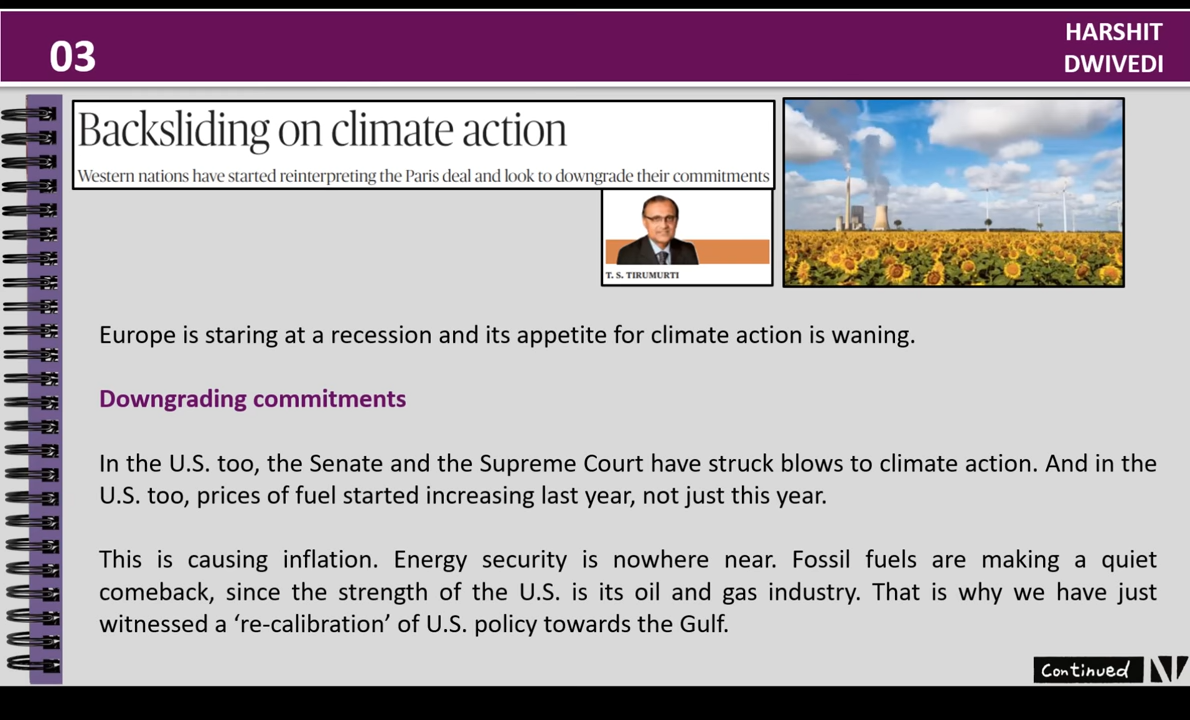 03
HARSHIT
DWIVEDI
Backsliding on climate action
Western nations have started reinterpreting the Paris deal and look to downgrade their commitments
T. S. TIRUMURTI
Europe is staring at a recession and its appetite for climate action is waning.
Downgrading commitments
In the U.S. too, the Senate and the Supreme Court have struck blows to climate action. And in the
U.S. too, prices of fuel started increasing last year, not just this year.
This is causing inflation. Energy security is nowhere near. Fossil fuels are making a quiet
comeback, since the strength of the U.S. is its oil and gas industry. That is why we have just
witnessed a ‘re-calibration’ of U.S. policy towards the Gulf.
Continued